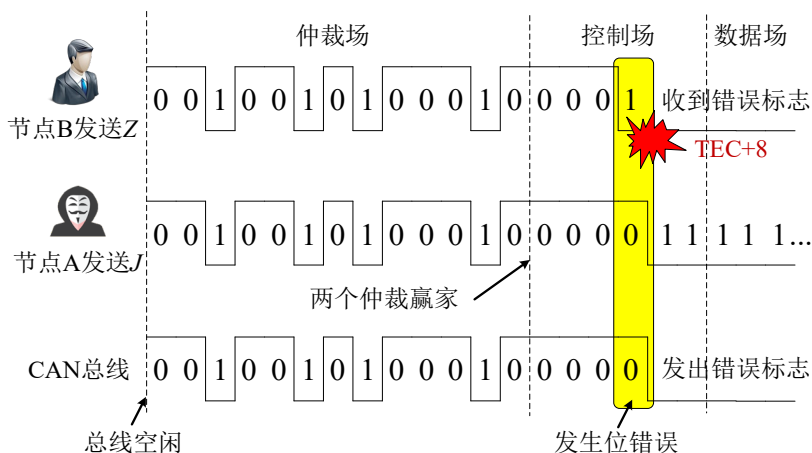 仲裁场 控制场 数据场
0 0 1 0 0 1 0 1 0 0 0 1 0 0 0 0 1 收到错误标志
节点B发送Z
TEC+8
0 0 1 0 0 1 0 1 0 0 0 1 0 0 0 0 0 1 1 1 1 1...
节点A发送J
两个仲裁赢家
CAN总线 0 0 1 0 0 1 0 1 0 0 0 1 0 0 0 0 0 发出错误标志
总线空闲 发生位错误